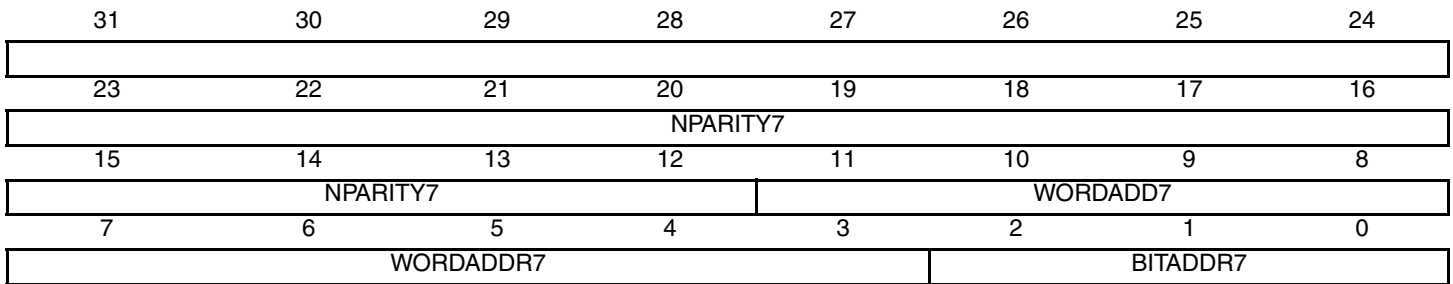 31 30 29 28 27 26 25 24
23 22 21 20 19 18 17 16
NPARITY7
15 14 13 12 11 10 9 8
NPARITY7 WORDADD7
7 6 5 4 3 2 1 0
WORDADDR7 BITADDR7